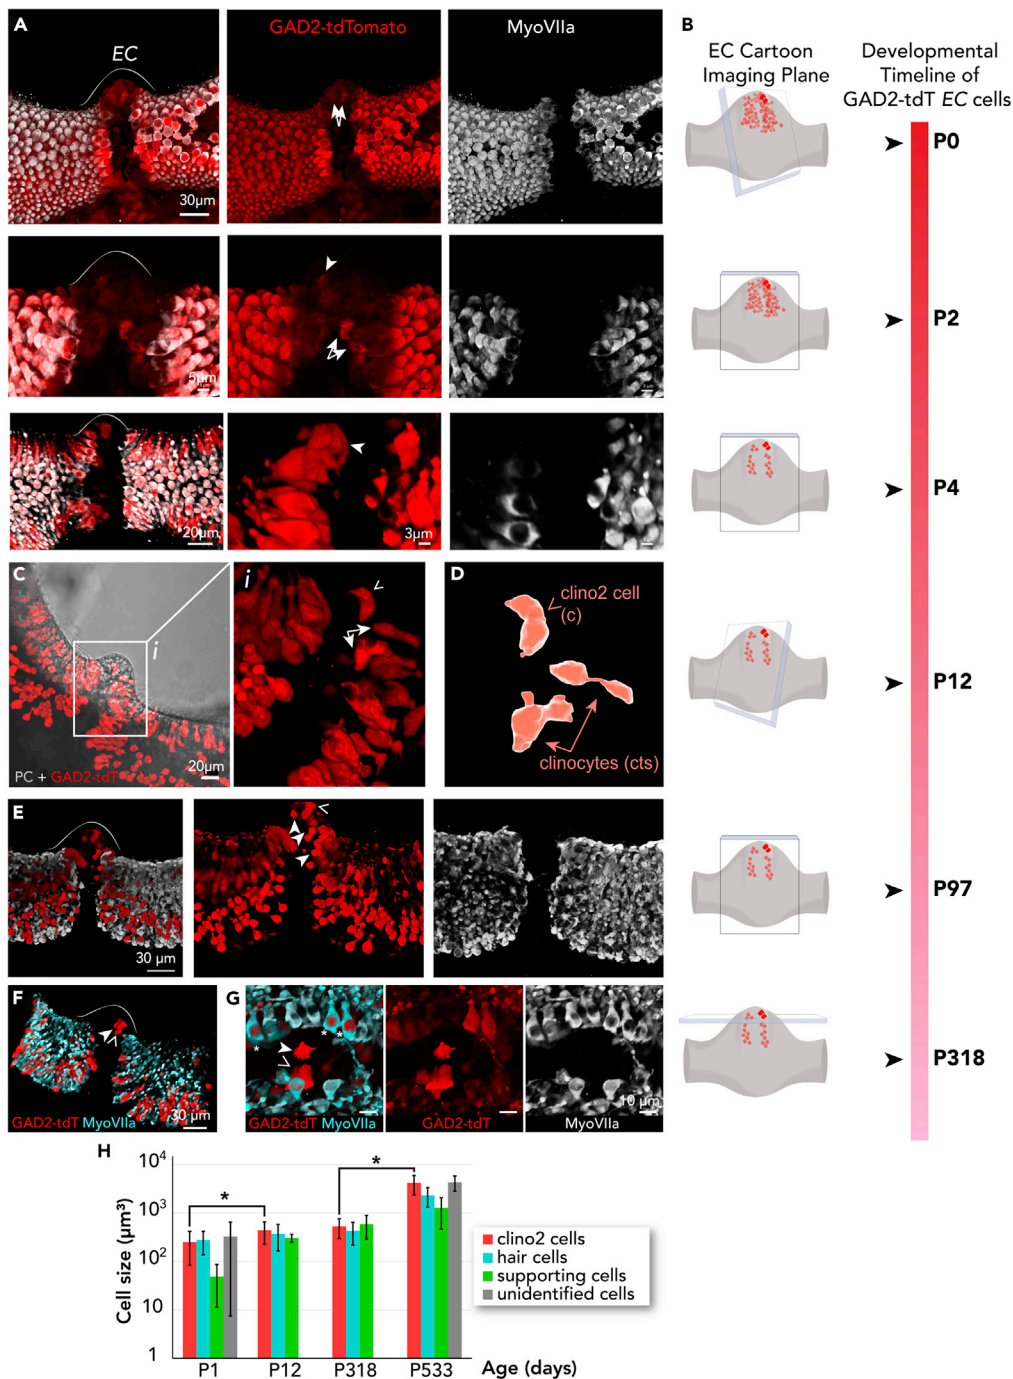 A
EC
GAD2-tdTomato
MyoVIIa
30µm
5µm
20µm
3µm
B
EC Cartoon
Imaging Plane
Developmental
Timeline of
GAD2-tdT EC cells
P0
P2
P4
P12
P97
P318
C
i
PC + GAD2-tdT
20µm
i
D
clino2 cell
(c)
clinocytes (cts)
E
30 µm
F
GAD2-tdT MyoVIIa
30 µm
G
* * *
GAD2-tdT MyoVIIa
GAD2-tdT
10 µm
MyoVIIa
H
Cell size (µm³)
10⁴
10³
10²
10
1
*
*
P1
P12
P318
P533
Age (days)
clino2 cells
hair cells
supporting cells
unidentified cells